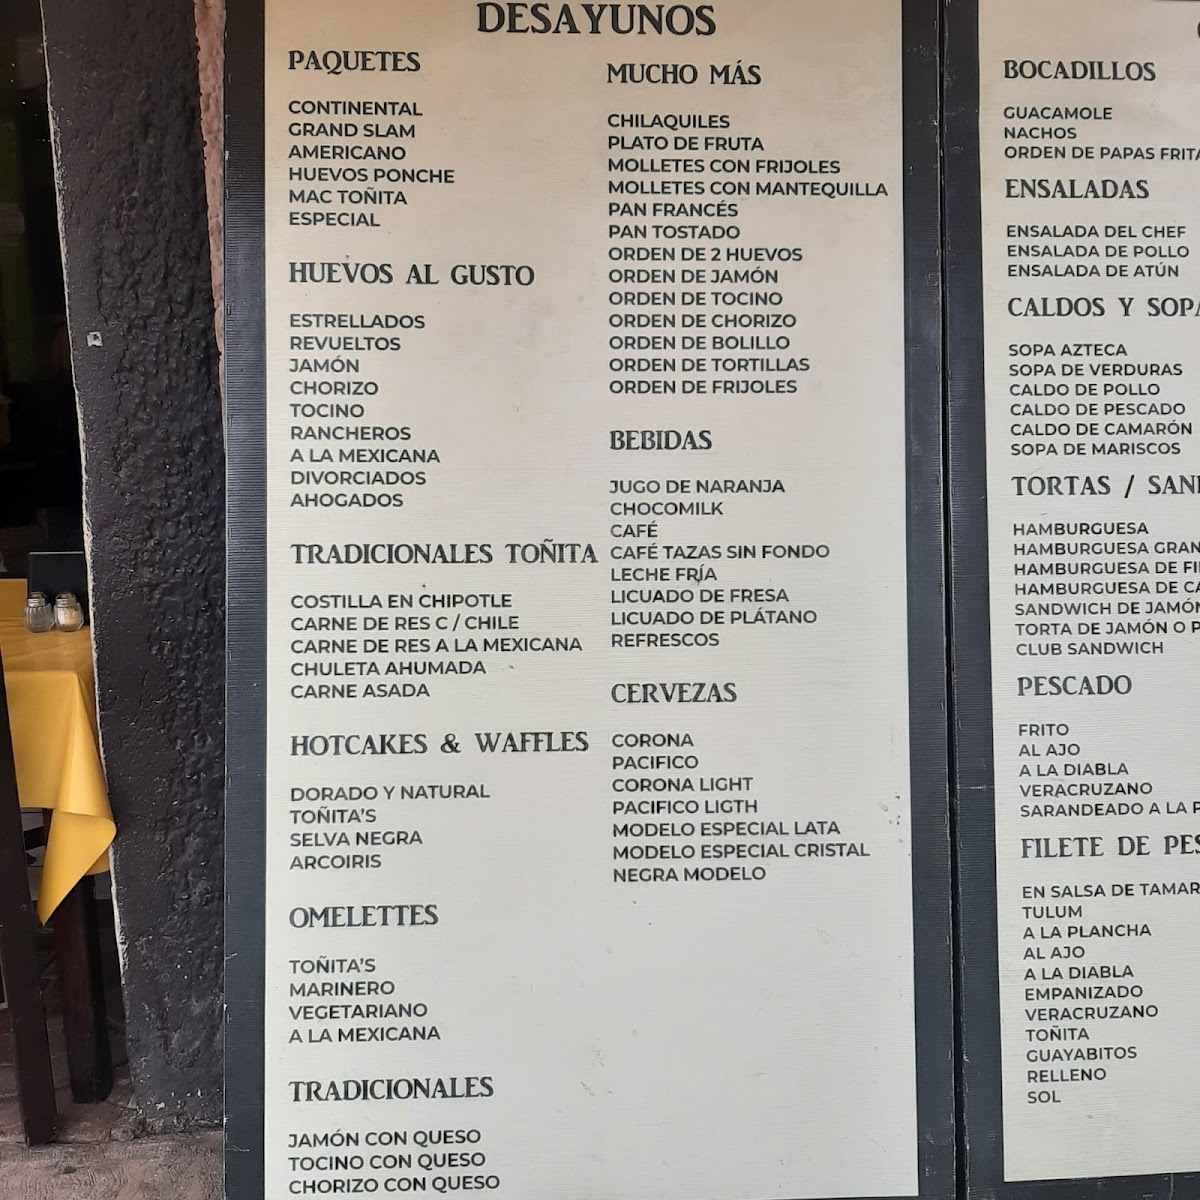 DESAYUNOS
PAQUETES
CONTINENTAL
GRAND SLAM
AMERICANO
HUEVOS PONCHE
MAC TOÑITA
ESPECIAL
HUEVOS AL GUSTO
ESTRELLADOS
REVUELTOS
JAMÓN
CHORIZO
TOCINO
RANCHEROS
A LA MEXICANA
DIVORCIADOS
AHOGADOS
TRADICIONALES TOÑITA
COSTILLA EN CHIPOTLE
CARNE DE RES C / CHILE
CARNE DE RES A LA MEXICANA
CHULETA AHUMADA
CARNE ASADA
HOTCAKES & WAFFLES
DORADO Y NATURAL
TOÑITA'S
SELVA NEGRA
ARCOIRIS
OMELETTES
TOÑITA'S
MARINERO
VEGETARIANO
A LA MEXICANA
TRADICIONALES
JAMÓN CON QUESO
TOCINO CON QUESO
CHORIZO CON QUESO
MUCHO MÁS
CHILAQUILES
PLATO DE FRUTA
MOLLETES CON FRIJOLES
MOLLETES CON MANTEQUILLA
PAN FRANCÉS
PAN TOSTADO
ORDEN DE 2 HUEVOS
ORDEN DE JAMÓN
ORDEN DE TOCINO
ORDEN DE CHORIZO
ORDEN DE BOLILLO
ORDEN DE TORTILLAS
ORDEN DE FRIJOLES
BEBIDAS
JUGO DE NARANJA
CHOCOMILK
CAFÉ
CAFÉ TAZAS SIN FONDO
LECHE FRÍA
LICUADO DE FRESA
LICUADO DE PLÁTANO
REFRESCOS
CERVEZAS
CORONA
PACIFICO
CORONA LIGHT
PACIFICO LIGTH
MODELO ESPECIAL LATA
MODELO ESPECIAL CRISTAL
NEGRA MODELO
BOCADILLOS
GUACAMOLE
NACHOS
ORDEN DE PAPAS FRITA
ENSALADAS
ENSALADA DEL CHEF
ENSALADA DE POLLO
ENSALADA DE ATÚN
CALDOS Y SOPA
SOPA AZTECA
SOPA DE VERDURAS
CALDO DE POLLO
CALDO DE PESCADO
CALDO DE CAMARÓN
SOPA DE MARISCOS
TORTAS / SAN
HAMBURGUESA
HAMBURGUESA GRAN
HAMBURGUESA DE FI
HAMBURGUESA DE CA
SANDWICH DE JAMÓN
TORTA DE JAMÓN O P
CLUB SANDWICH
PESCADO
FRITO
AL AJO
A LA DIABLA
VERACRUZANO
SARANDEADO A LA P
FILETE DE PES
EN SALSA DE TAMAR
TULUM
A LA PLANCHA
AL AJO
A LA DIABLA
EMPANIZADO
VERACRUZANO
TOÑITA
GUAYABITOS
RELLENO
SOL